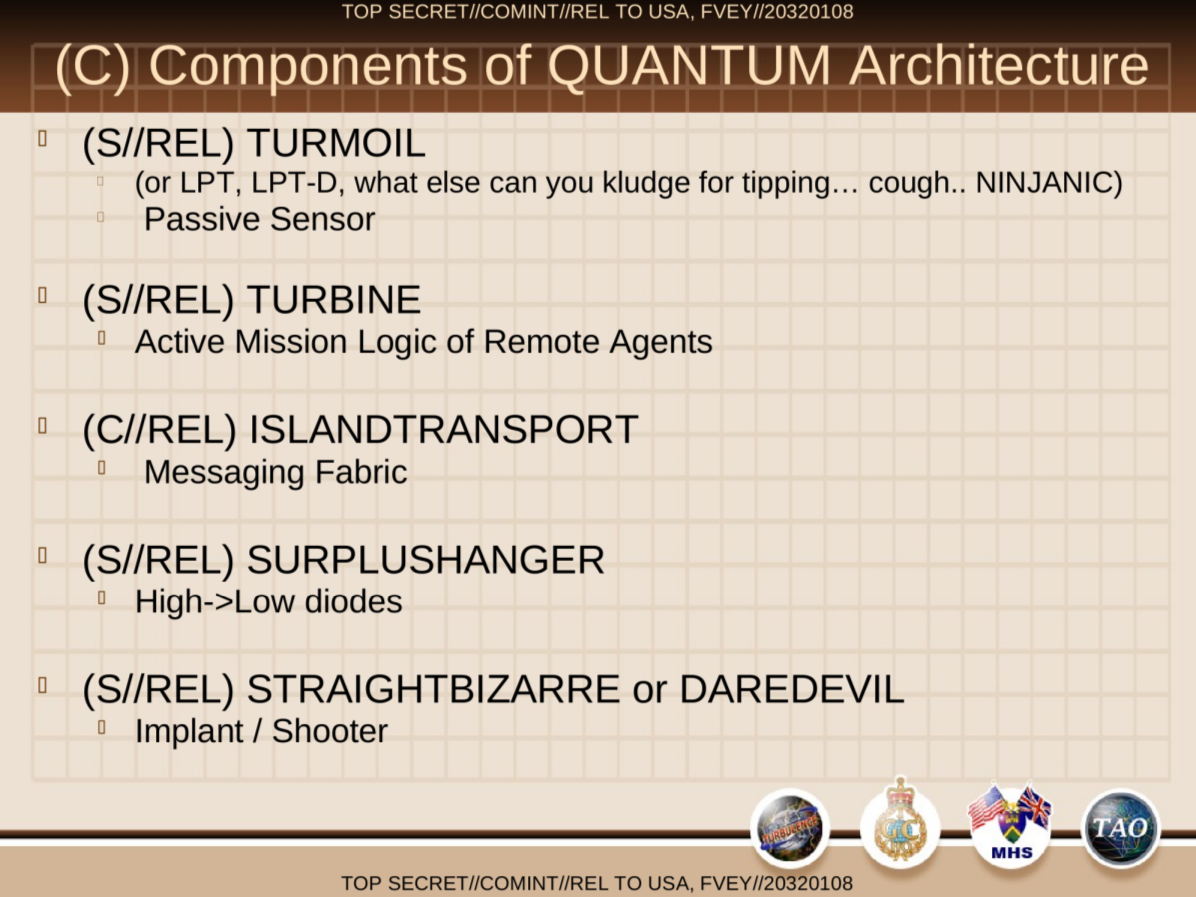 TOP SECRET//COMINT//REL TO USA, FVEY//20320108
(C) Components of QUANTUM Architecture
(S//REL) TURMOIL
(or LPT, LPT-D, what else can you kludge for tipping… cough.. NINJANIC)
Passive Sensor
(S//REL) TURBINE
Active Mission Logic of Remote Agents
(C//REL) ISLANDTRANSPORT
Messaging Fabric
(S//REL) SURPLUSHANGER
High->Low diodes
(S//REL) STRAIGHTBIZARRE or DAREDEVIL
Implant / Shooter
TURBULENCE
MHS
TAO
TOP SECRET//COMINT//REL TO USA, FVEY//20320108